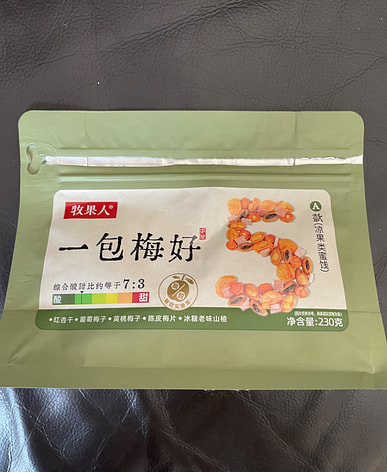 牧果人®
一包梅好
综合酸甜比约等于7:3
酸
甜
A款(凉果类蜜饯)
•红杏干•葡萄梅子•黄桃梅子•陈皮梅片•冰糖老味山楂
净含量:230克